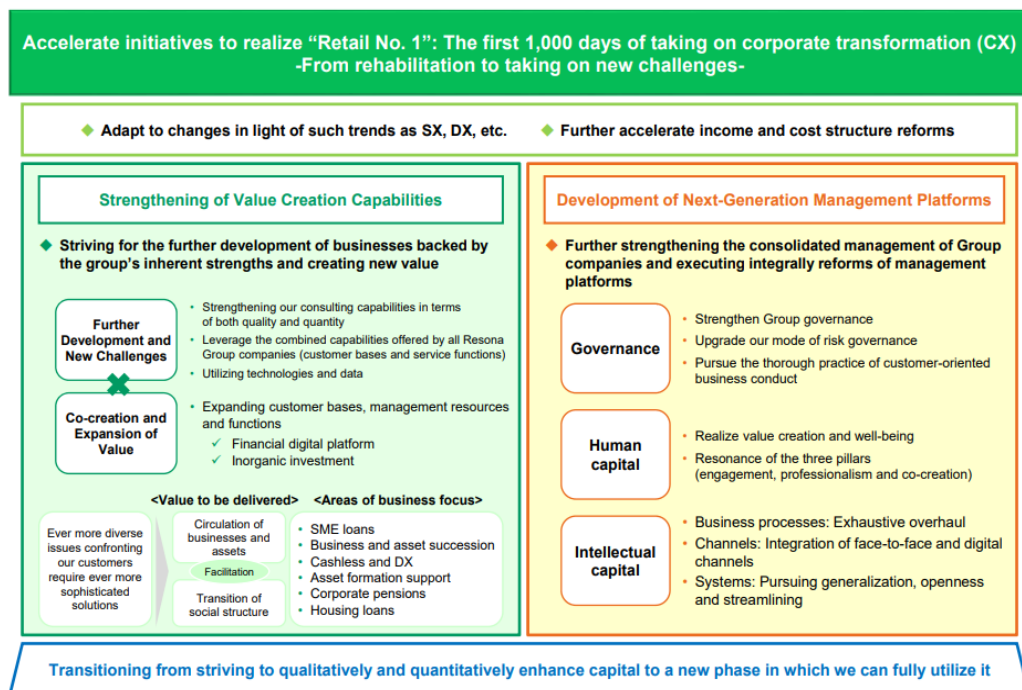 Accelerate initiatives to realize “Retail No. 1”: The first 1,000 days of taking on corporate transformation (CX)
-From rehabilitation to taking on new challenges-
◆ Adapt to changes in light of such trends as SX, DX, etc.
◆ Further accelerate income and cost structure reforms
Strengthening of Value Creation Capabilities
◆ Striving for the further development of businesses backed by
the group’s inherent strengths and creating new value
Further
Development and
New Challenges
• Strengthening our consulting capabilities in terms
of both quality and quantity
• Leverage the combined capabilities offered by all Resona
Group companies (customer bases and service functions)
• Utilizing technologies and data
Co-creation and
Expansion of
Value
• Expanding customer bases, management resources
and functions
✓ Financial digital platform
✓ Inorganic investment
<Value to be delivered>
<Areas of business focus>
Ever more diverse
issues confronting
our customers
require ever more
sophisticated
solutions
Circulation of
businesses and
assets
Facilitation
Transition of
social structure
• SME loans
• Business and asset succession
• Cashless and DX
• Asset formation support
• Corporate pensions
• Housing loans
Development of Next-Generation Management Platforms
◆ Further strengthening the consolidated management of Group
companies and executing integrally reforms of management
platforms
Governance
• Strengthen Group governance
• Upgrade our mode of risk governance
• Pursue the thorough practice of customer-oriented
business conduct
Human
capital
• Realize value creation and well-being
• Resonance of the three pillars
(engagement, professionalism and co-creation)
Intellectual
capital
• Business processes: Exhaustive overhaul
• Channels: Integration of face-to-face and digital
channels
• Systems: Pursuing generalization, openness
and streamlining
Transitioning from striving to qualitatively and quantitatively enhance capital to a new phase in which we can fully utilize it